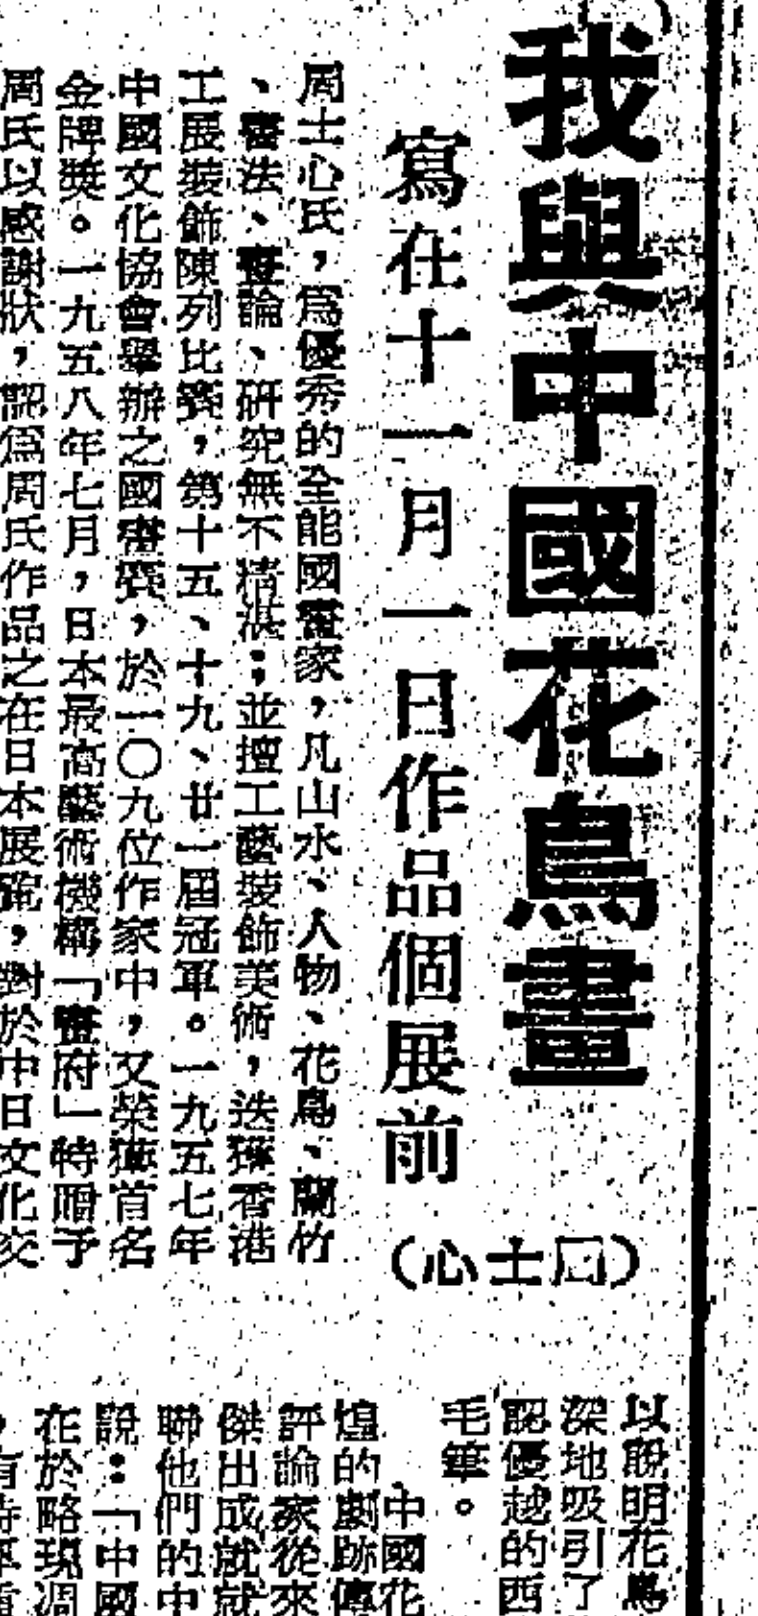 我與中國花鳥畫
寫在十一月一日作品個展前
(周士心)
周士心氏，爲優秀的全能國畫家，凡山水、人物、花鳥、蘭竹
、畫法、畫論、研究無不精湛；並擅工藝裝飾美術，迭獲香港
工展裝飾陳列比賽，第十五、十九、廿一屆冠軍。一九五七年
中國文化協會舉辦之國畫賽，於一〇九位作家中，又榮獲首名
金牌獎。一九五八年七月，日本最高藝術機構「畫府」特贈予
周氏以感謝狀，認爲周氏作品之在日本展覽，對於中日文化交
以說明花鳥
深地吸引了
認優越的西
毛筆。
中國花
煌的劃跡傳
評論家從來
傑出成就就
聯他們的中
說：「中國
在於略現凋